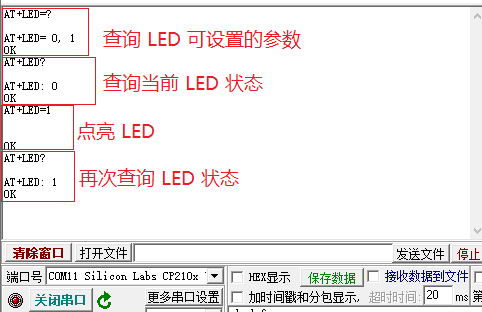 AT+LED=?
AT+LED= 0, 1
OK
查询 LED 可设置的参数
AT+LED?
AT+LED: 0
OK
查询当前 LED 状态
AT+LED=1
OK
点亮 LED
AT+LED?
AT+LED: 1
OK
再次查询 LED 状态
清除窗口 打开文件 发送文件 停止
端口号 COM11 Silicon Labs CP210x HEX显示 保存数据 接收数据到文件
关闭串口 更多串口设置 加时间戳和分包显示, 超时时间: 20 ms